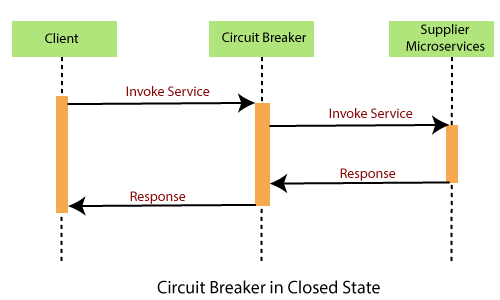 Client
Circuit Breaker
Supplier
Microservices
Invoke Service
Invoke Service
Response
Response
Circuit Breaker in Closed State